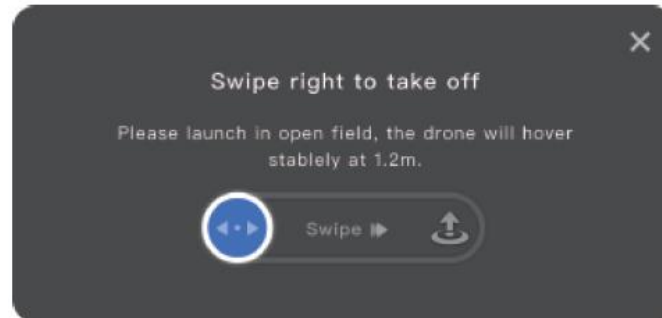 Swipe right to take off
Please launch in open field, the drone will hover
stablely at 1.2m.
Swipe